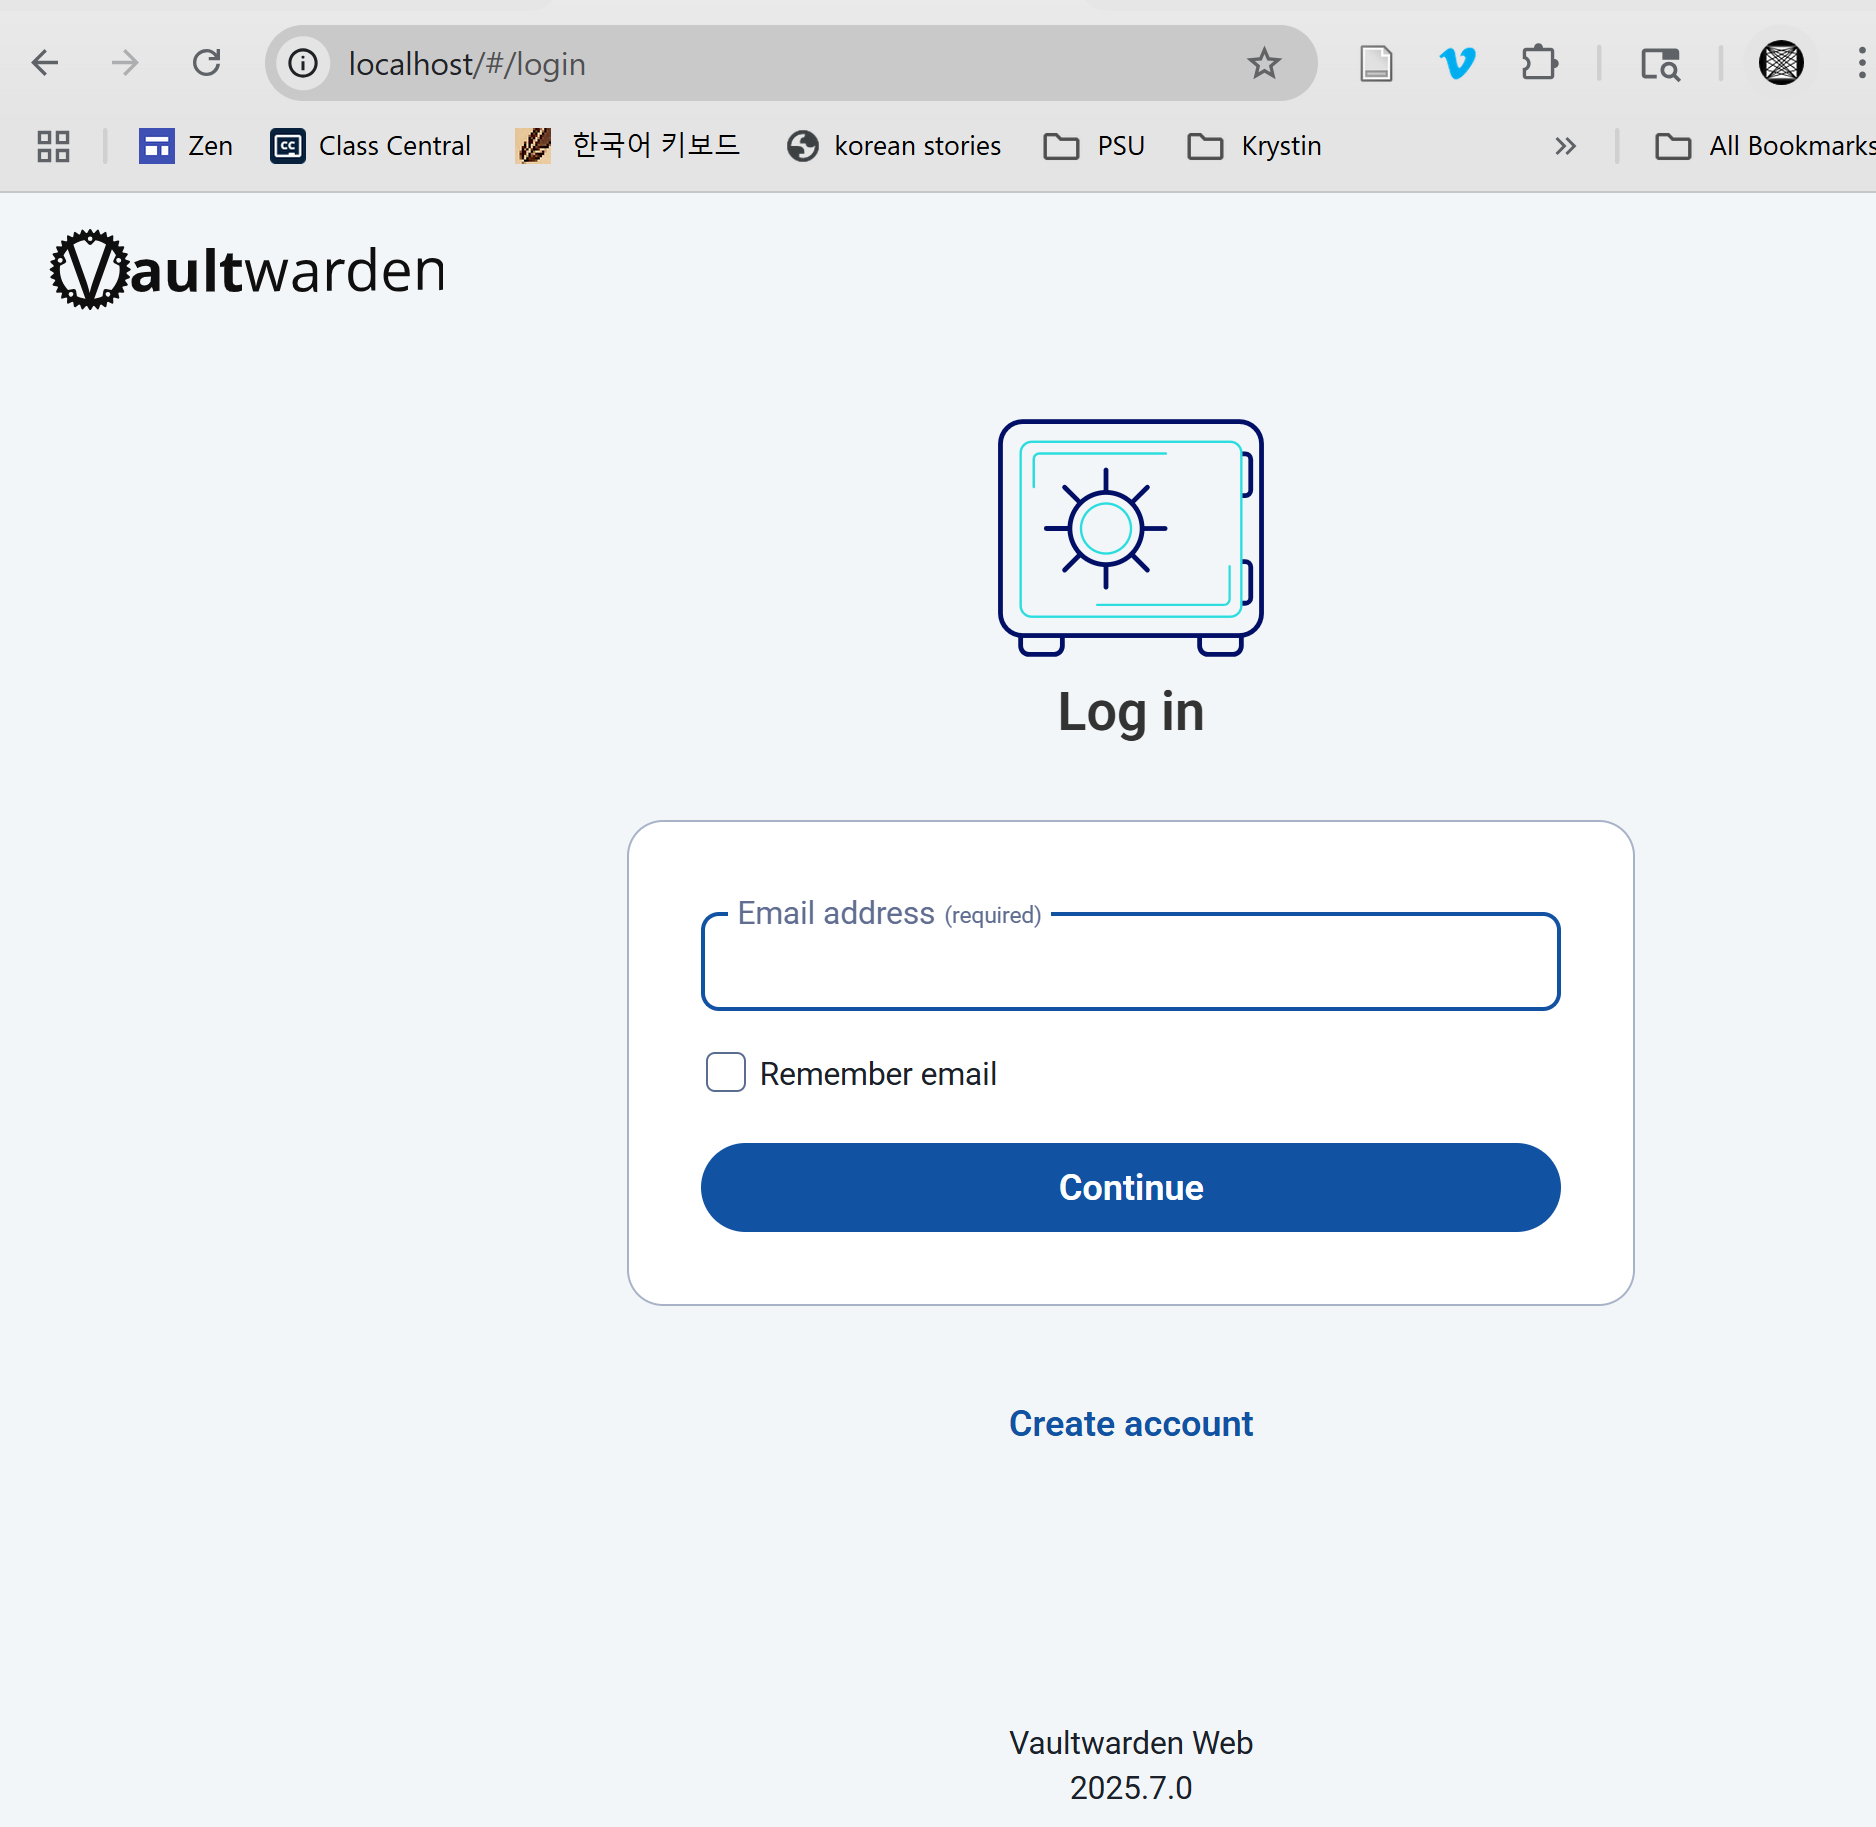 localhost/#/login
Zen Class Central 한국어 키보드 korean stories PSU Krystin All Bookmarks
Vaultwarden
Log in
Email address (required)
Remember email
Continue
Create account
Vaultwarden Web
2025.7.0